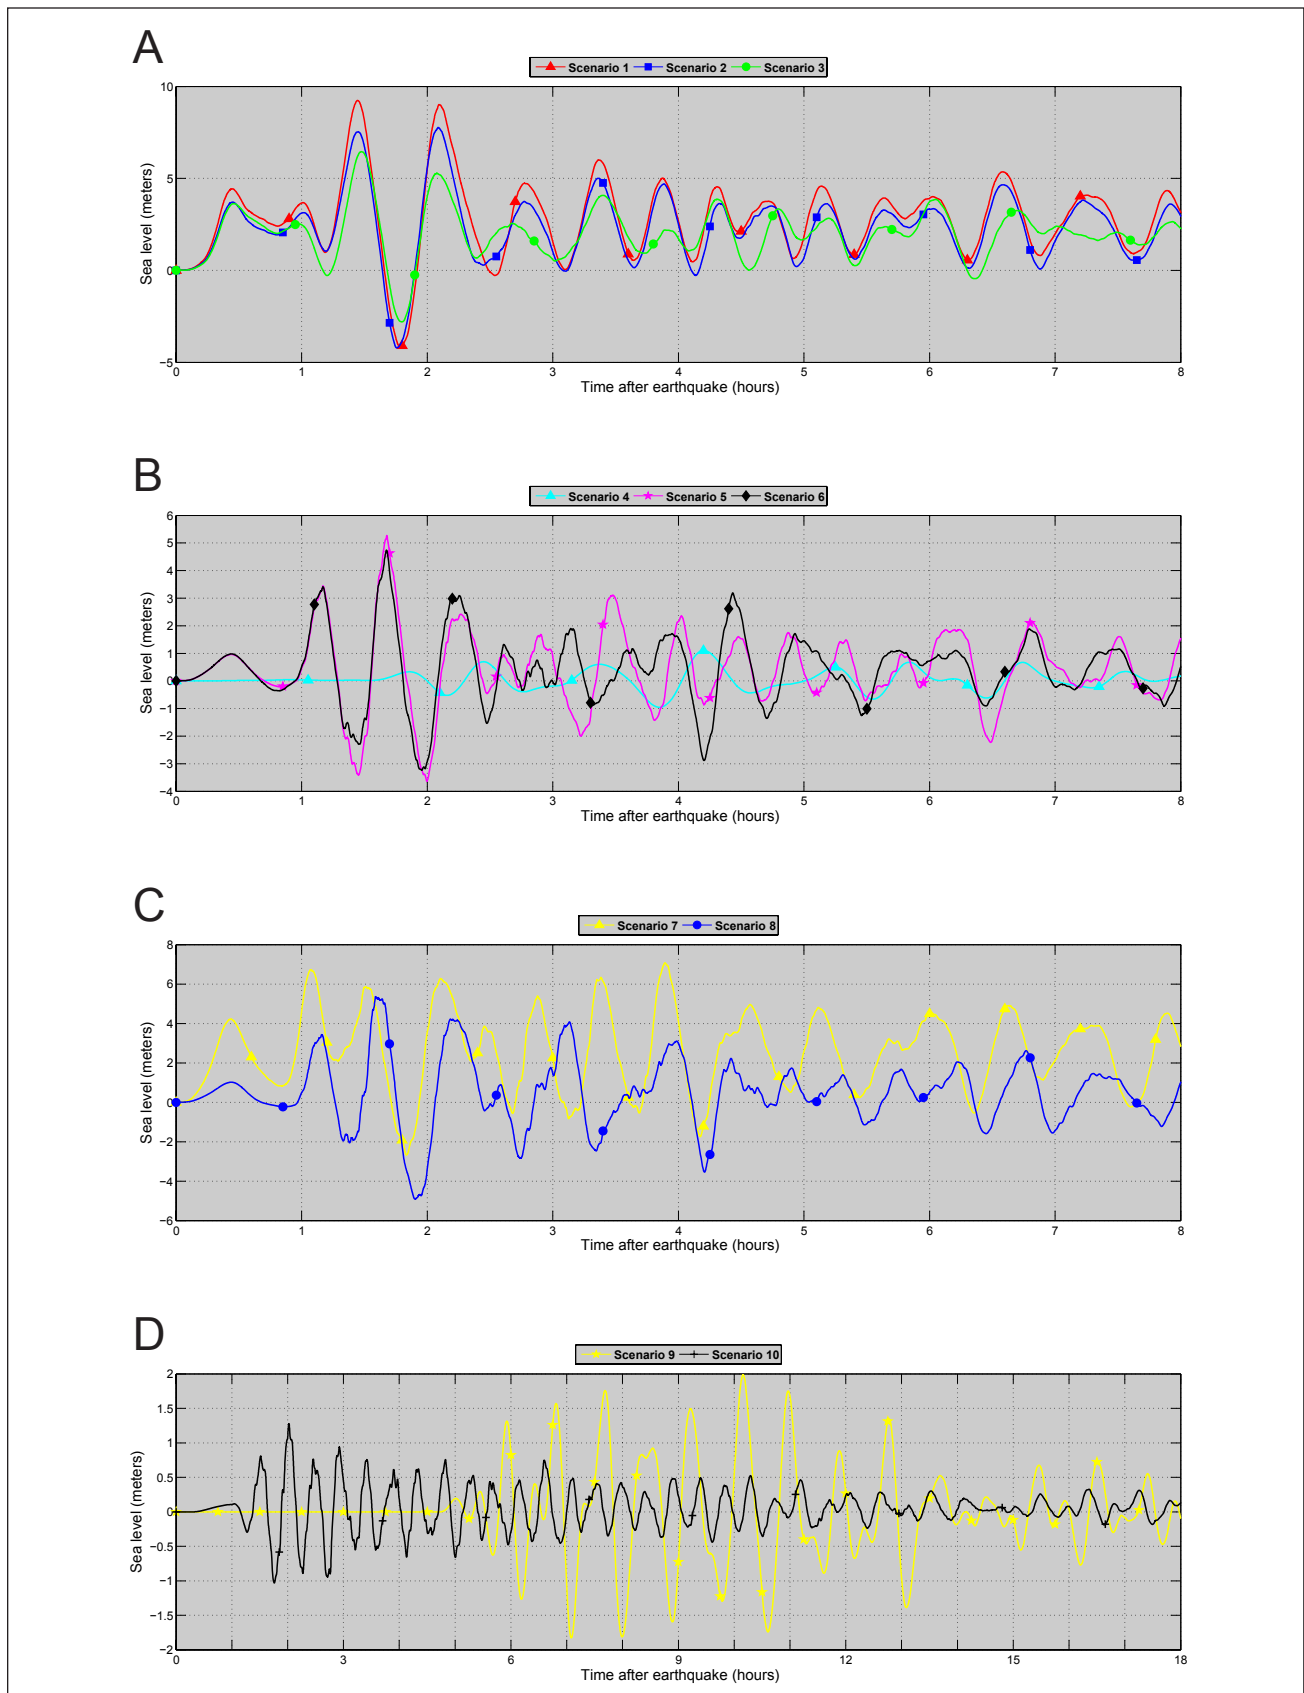 A
Scenario 1 Scenario 2 Scenario 3
10
5
0
−5
Sea level (meters)
0 1 2 3 4 5 6 7 8
Time after earthquake (hours)
B
Scenario 4 Scenario 5 Scenario 6
6
5
4
3
2
1
0
−1
−2
−3
−4
Sea level (meters)
0 1 2 3 4 5 6 7 8
Time after earthquake (hours)
C
Scenario 7 Scenario 8
8
6
4
2
0
−2
−4
−6
Sea level (meters)
0 1 2 3 4 5 6 7 8
Time after earthquake (hours)
D
Scenario 9 Scenario 10
2
1.5
1
0.5
0
−0.5
−1
−1.5
−2
Sea level (meters)
0 3 6 9 12 15 18
Time after earthquake (hours)